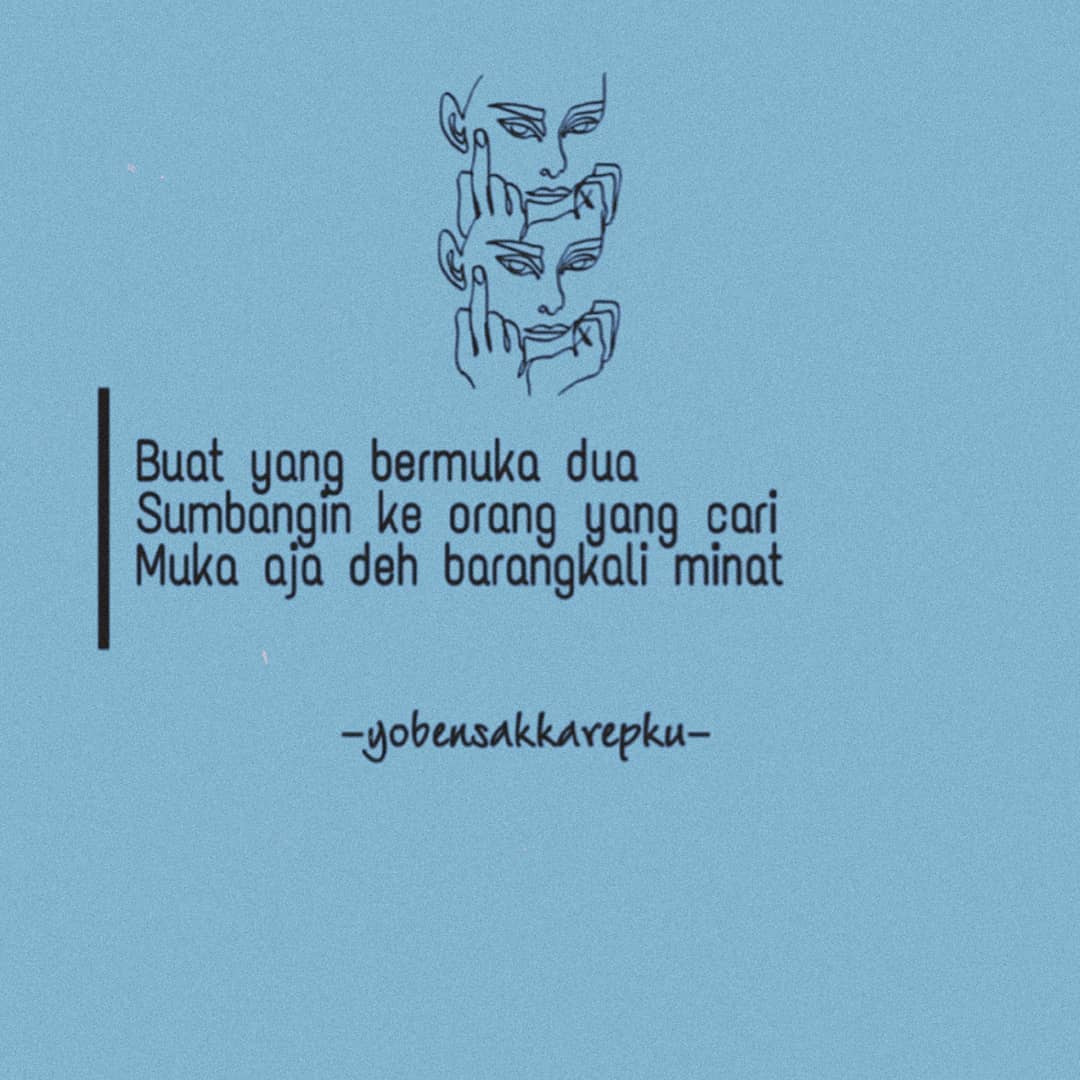 Buat yang bermuka dua
Sumbangin ke orang yang cari
Muka aja deh barangkali minat
-yobensakkarepku-